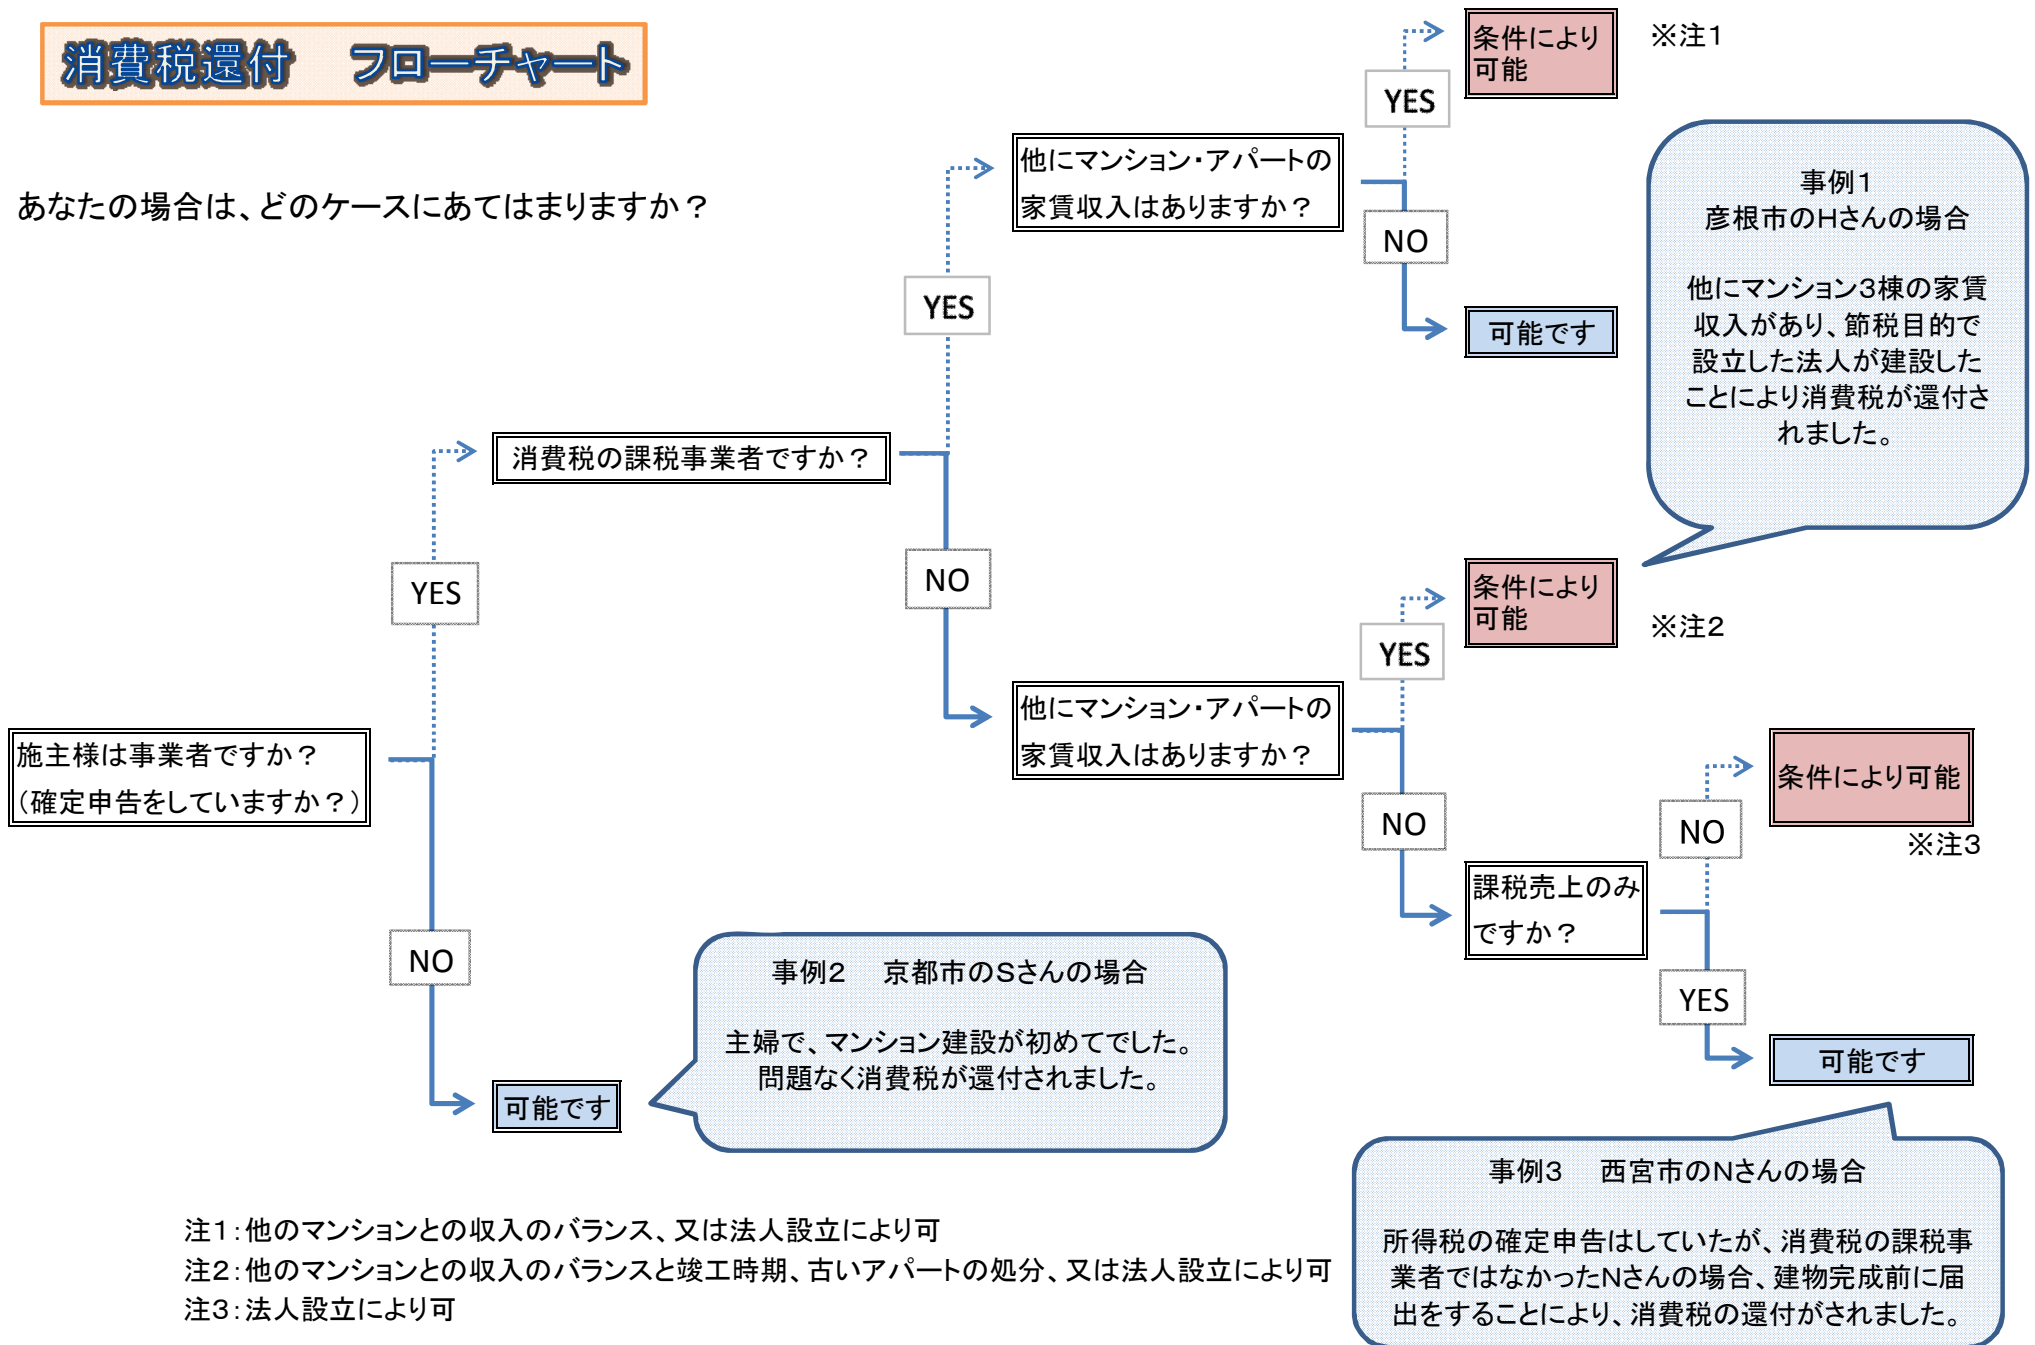 消費税還付　フローチャート
あなたの場合は、どのケースにあてはまりますか？
施主様は事業者ですか？
（確定申告をしていますか？）
YES
NO
消費税の課税事業者ですか？
可能です
YES
NO
他にマンション・アパートの
家賃収入はありますか？
YES
NO
条件により
可能
※注1
可能です
他にマンション・アパートの
家賃収入はありますか？
YES
NO
条件により
可能
※注2
課税売上のみ
ですか？
NO
YES
条件により可能
※注3
可能です
事例1
彦根市のHさんの場合
他にマンション3棟の家賃
収入があり、節税目的で
設立した法人が建設した
ことにより消費税が還付さ
れました。
事例2　京都市のSさんの場合
主婦で、マンション建設が初めてでした。
問題なく消費税が還付されました。
事例3　西宮市のNさんの場合
所得税の確定申告はしていたが、消費税の課税事
業者ではなかったNさんの場合、建物完成前に届
出をすることにより、消費税の還付がされました。
注1：他のマンションとの収入のバランス、又は法人設立により可
注2：他のマンションとの収入のバランスと竣工時期、古いアパートの処分、又は法人設立により可
注3：法人設立により可